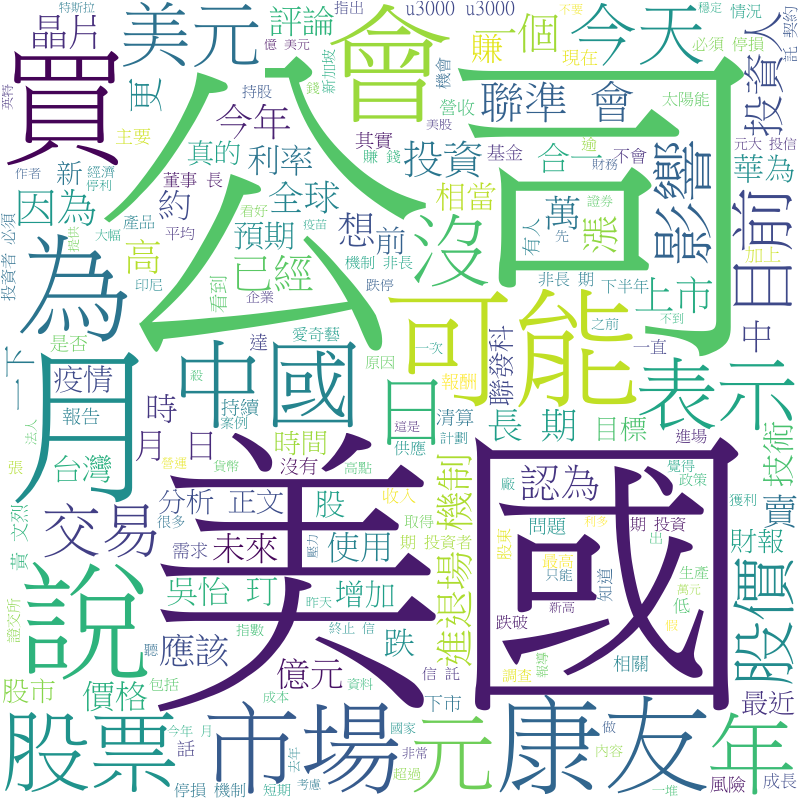 特斯拉
指出
u3000 u3000
不要
穩定
情況
晶片
美元
會
評論
賺
一個
今天
億 美元
新加坡
機會
現在
必須 停損
託 契約
英特
買
公司
更
持股
錢
營收
聯準 會
太陽能
投資人
主要
今年
美股
其實
逾
元大 投信
作者
新
經濟
停利
真的
利率
賺 錢
投資
基金
合一
財務
不會
影響
華為
目前
因為
約
董事 長
全球
沒
相當
萬
漲
投資者 必須
為
高
產品
看好
疫苗
想
前
有人
證券
先
加上
提供
大幅
平均
預期
已經
機制 非長
非長 期
下半年
上市
中
印尼
看到
企業
跌停
可能
不到
一下
月
是否
達
愛奇藝
原因
一次
聯發科
之前
一直
疫情
中國
殺
持續
日
報酬
表示
報告
時
案例
這是
清算
長 期
目標
進場
技術
法人
張
月 日
時間
供應
計劃
台灣
營運
貨幣
沒有
高點
美國
機制
認為
覺得
政策
廠
獲利
賣
黃 文烈
分析 正文
股
收入
很多
交易
需求
未來
壓力
使用
取得
期 投資者
進退場
股東
利多
問題
期 投資
出
財報
股價
最高
只能
知道
生產
萬元
低
說
吳怡 玎
增加
昨天
跌
新高
跌破
假
證交所
聽
應該
指數
終止 信
信 託
調查
報導
相關
股市
價格
包括
億元
成本
資料
下市
最近
股票
今年 月
話
市場
國家
元
康友
做
年
去年
非常
內容
停損 機制
短期
考慮
超過
一堆
風險
成長